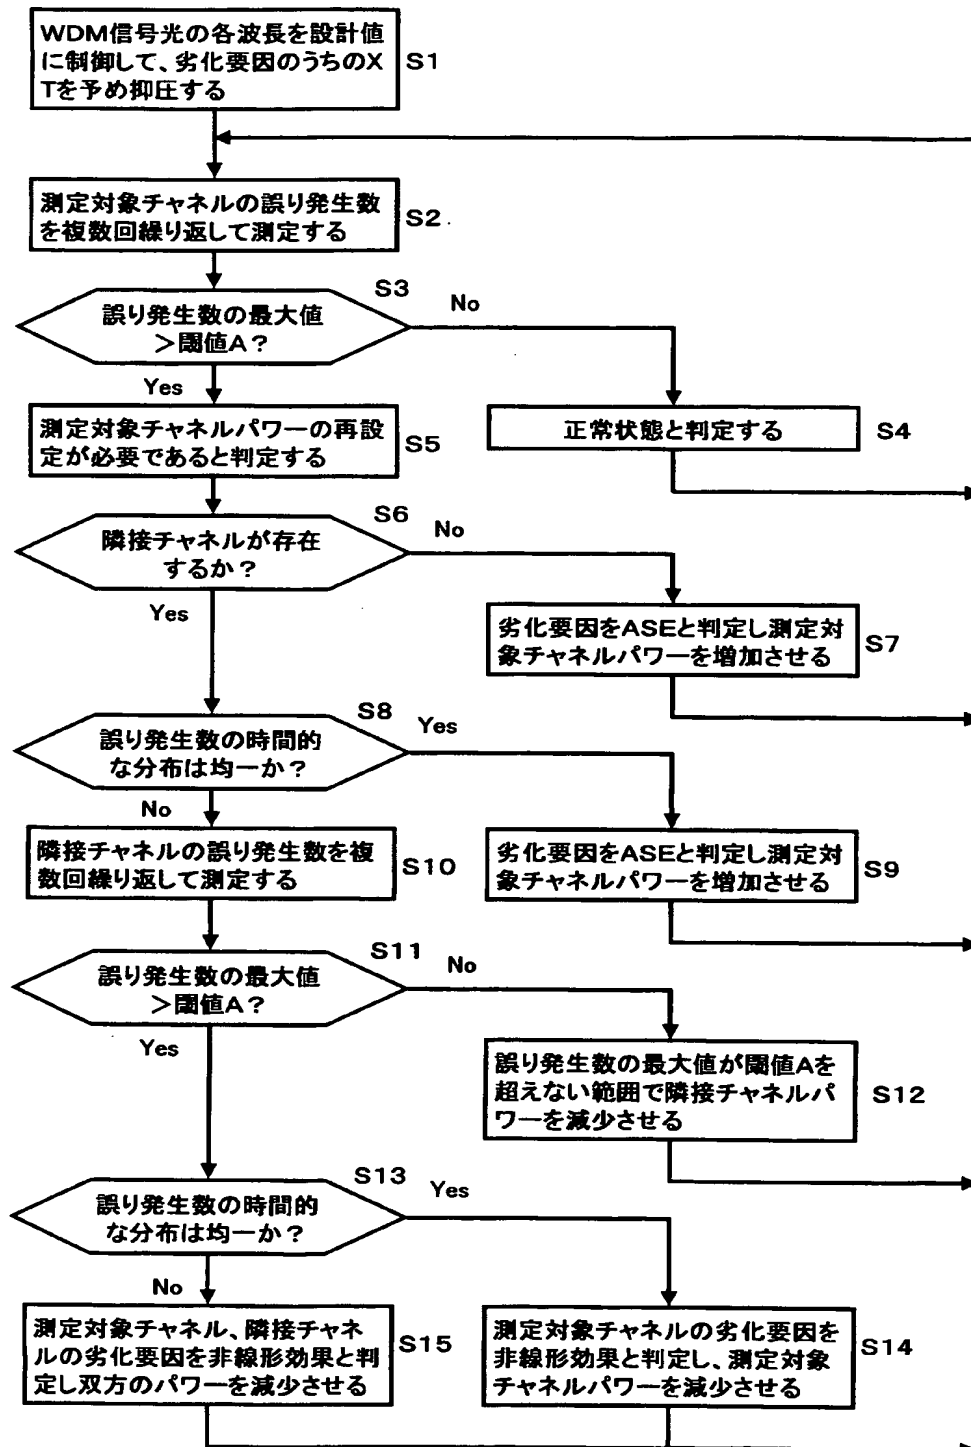 WDM信号光の各波長を設計値
に制御して、劣化要因のうちのX
Tを予め抑圧する
S1
測定対象チャネルの誤り発生数
を複数回繰り返して測定する
S2
S3
誤り発生数の最大値
＞閾値A？
No
Yes
測定対象チャネルパワーの再設
定が必要であると判定する
S5
正常状態と判定する
S4
S6
隣接チャネルが存在
するか？
No
Yes
劣化要因をASEと判定し測定対
象チャネルパワーを増加させる
S7
S8
誤り発生数の時間的
な分布は均一か？
Yes
No
隣接チャネルの誤り発生数を複
数回繰り返して測定する
S10
劣化要因をASEと判定し測定対
象チャネルパワーを増加させる
S9
S11
誤り発生数の最大値
＞閾値A？
No
Yes
誤り発生数の最大値が閾値Aを
超えない範囲で隣接チャネルパ
ワーを減少させる
S12
S13
誤り発生数の時間的
な分布は均一か？
Yes
No
測定対象チャネル、隣接チャネ
ルの劣化要因を非線形効果と判
定し双方のパワーを減少させる
S15
測定対象チャネルの劣化要因を
非線形効果と判定し、測定対象
チャネルパワーを減少させる
S14